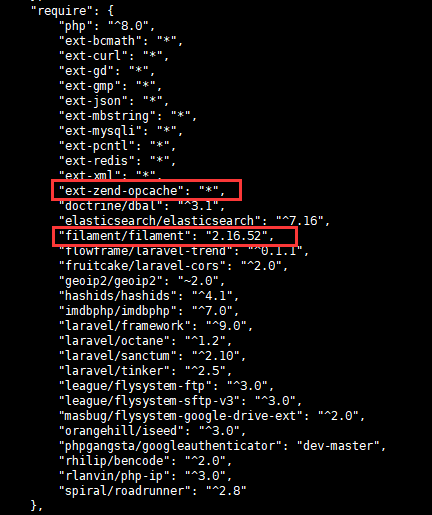 "require": {
"php": "^8.0",
"ext-bcmath": "*",
"ext-curl": "*",
"ext-gd": "*",
"ext-gmp": "*",
"ext-json": "*",
"ext-mbstring": "*",
"ext-mysqli": "*",
"ext-pcntl": "*",
"ext-redis": "*",
"ext-xml": "*",
"ext-zend-opcache": "*",
"doctrine/dbal": "^3.1",
"elasticsearch/elasticsearch": "^7.16",
"filament/filament": "2.16.52",
"flowframe/laravel-trend": "^0.1.1",
"fruitcake/laravel-cors": "^2.0",
"geoip2/geoip2": "~2.0",
"hashids/hashids": "^4.1",
"imdbphp/imdbphp": "^7.0",
"laravel/framework": "^9.0",
"laravel/octane": "^1.2",
"laravel/sanctum": "^2.10",
"laravel/tinker": "^2.5",
"league/flysystem-ftp": "^3.0",
"league/flysystem-sftp-v3": "^3.0",
"masbug/flysystem-google-drive-ext": "^2.0",
"orangehill/iseed": "^3.0",
"phpgangsta/googleauthenticator": "dev-master",
"rhilip/bencode": "^2.0",
"rlanvin/php-ip": "^3.0",
"spiral/roadrunner": "^2.8"
},